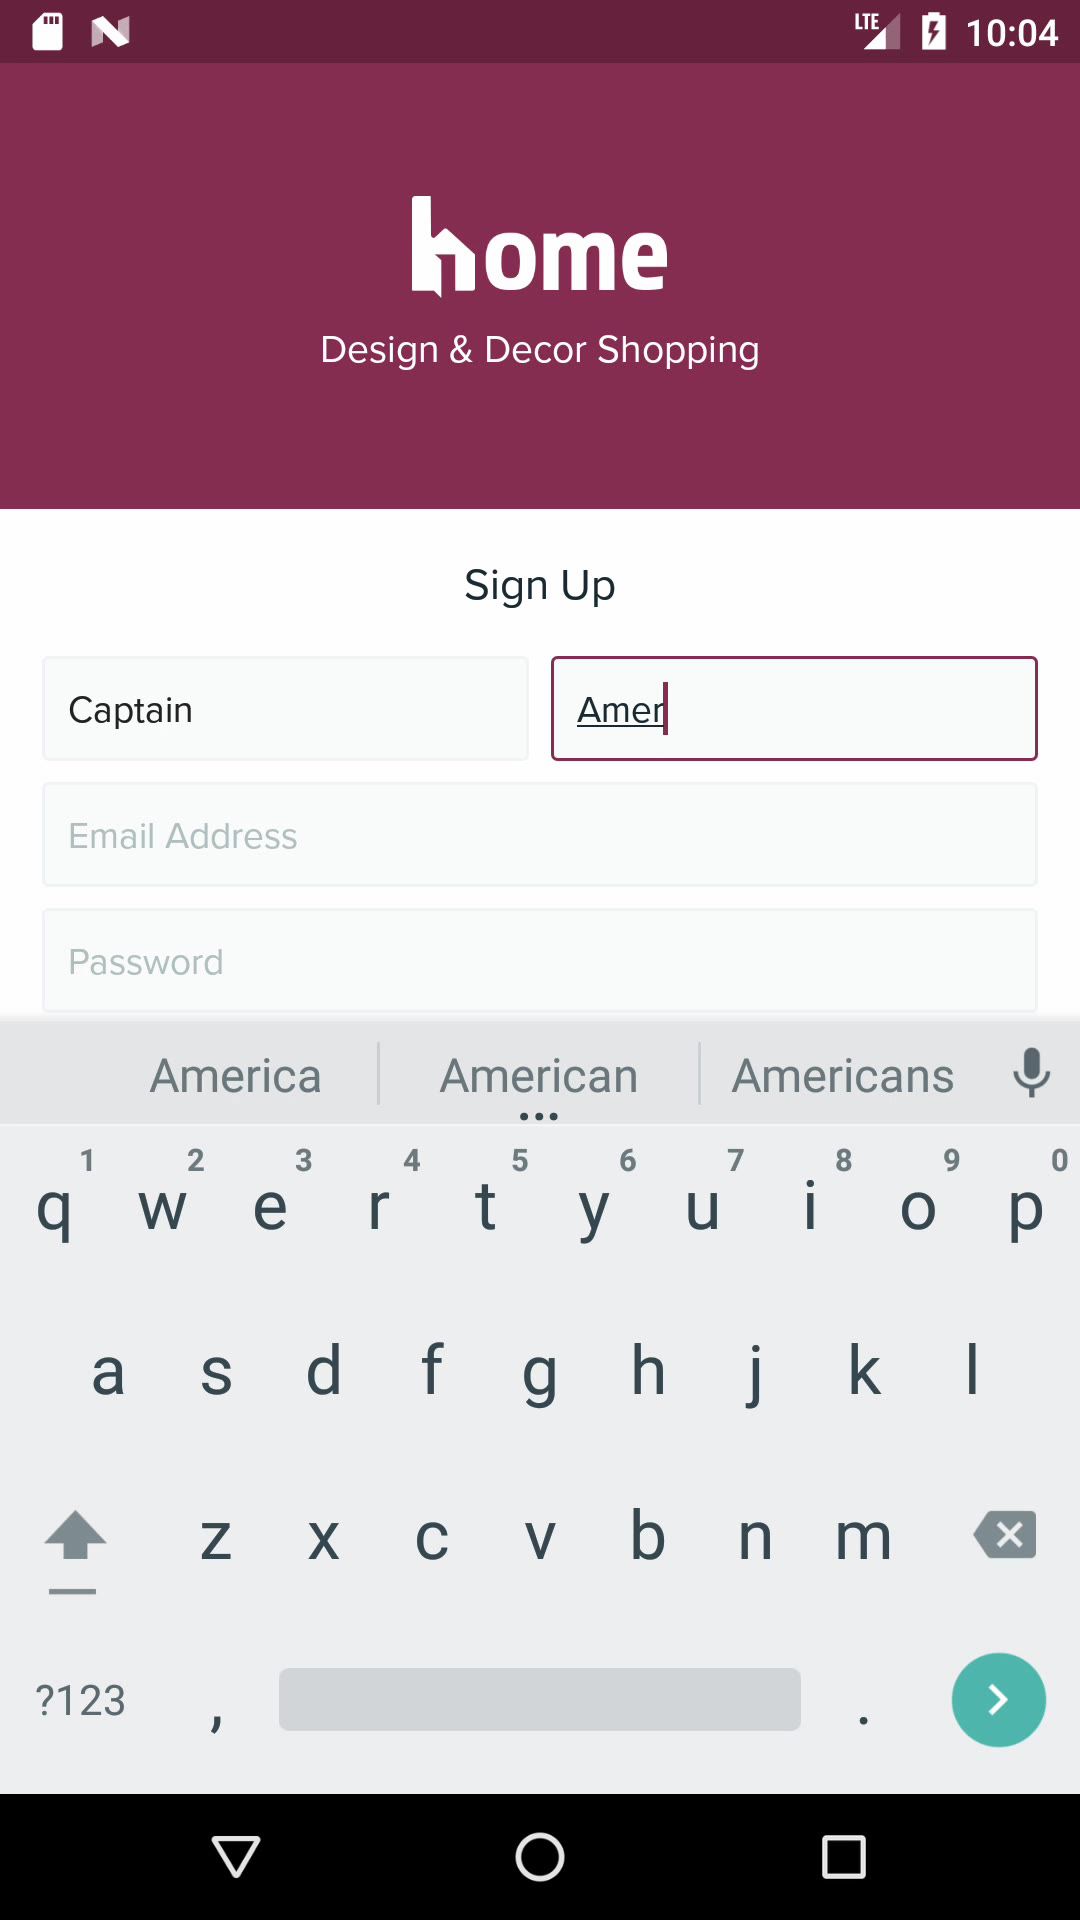 LTE 10:04
home
Design & Decor Shopping
Sign Up
Captain Amer
Email Address
Password
America American Americans
1 2 3 4 5 6 7 8 9 0
q w e r t y u i o p
a s d f g h j k l
z x c v b n m
?123 , .